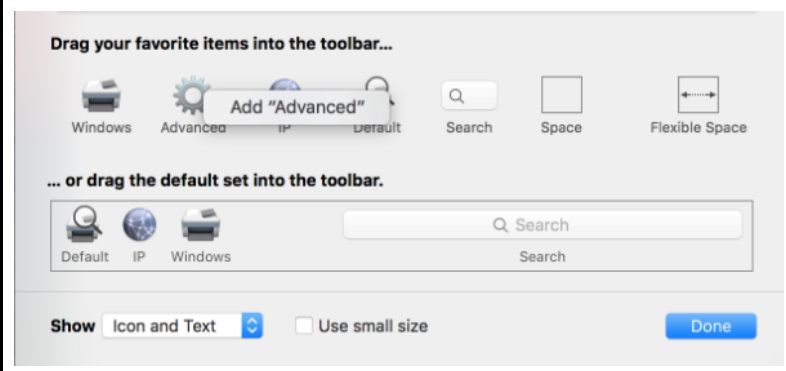 Drag your favorite items into the toolbar...
Windows Advanced IP Default Search Space Flexible Space
Add “Advanced”
... or drag the default set into the toolbar.
Search
Default IP Windows Search
Show Icon and Text Use small size Done